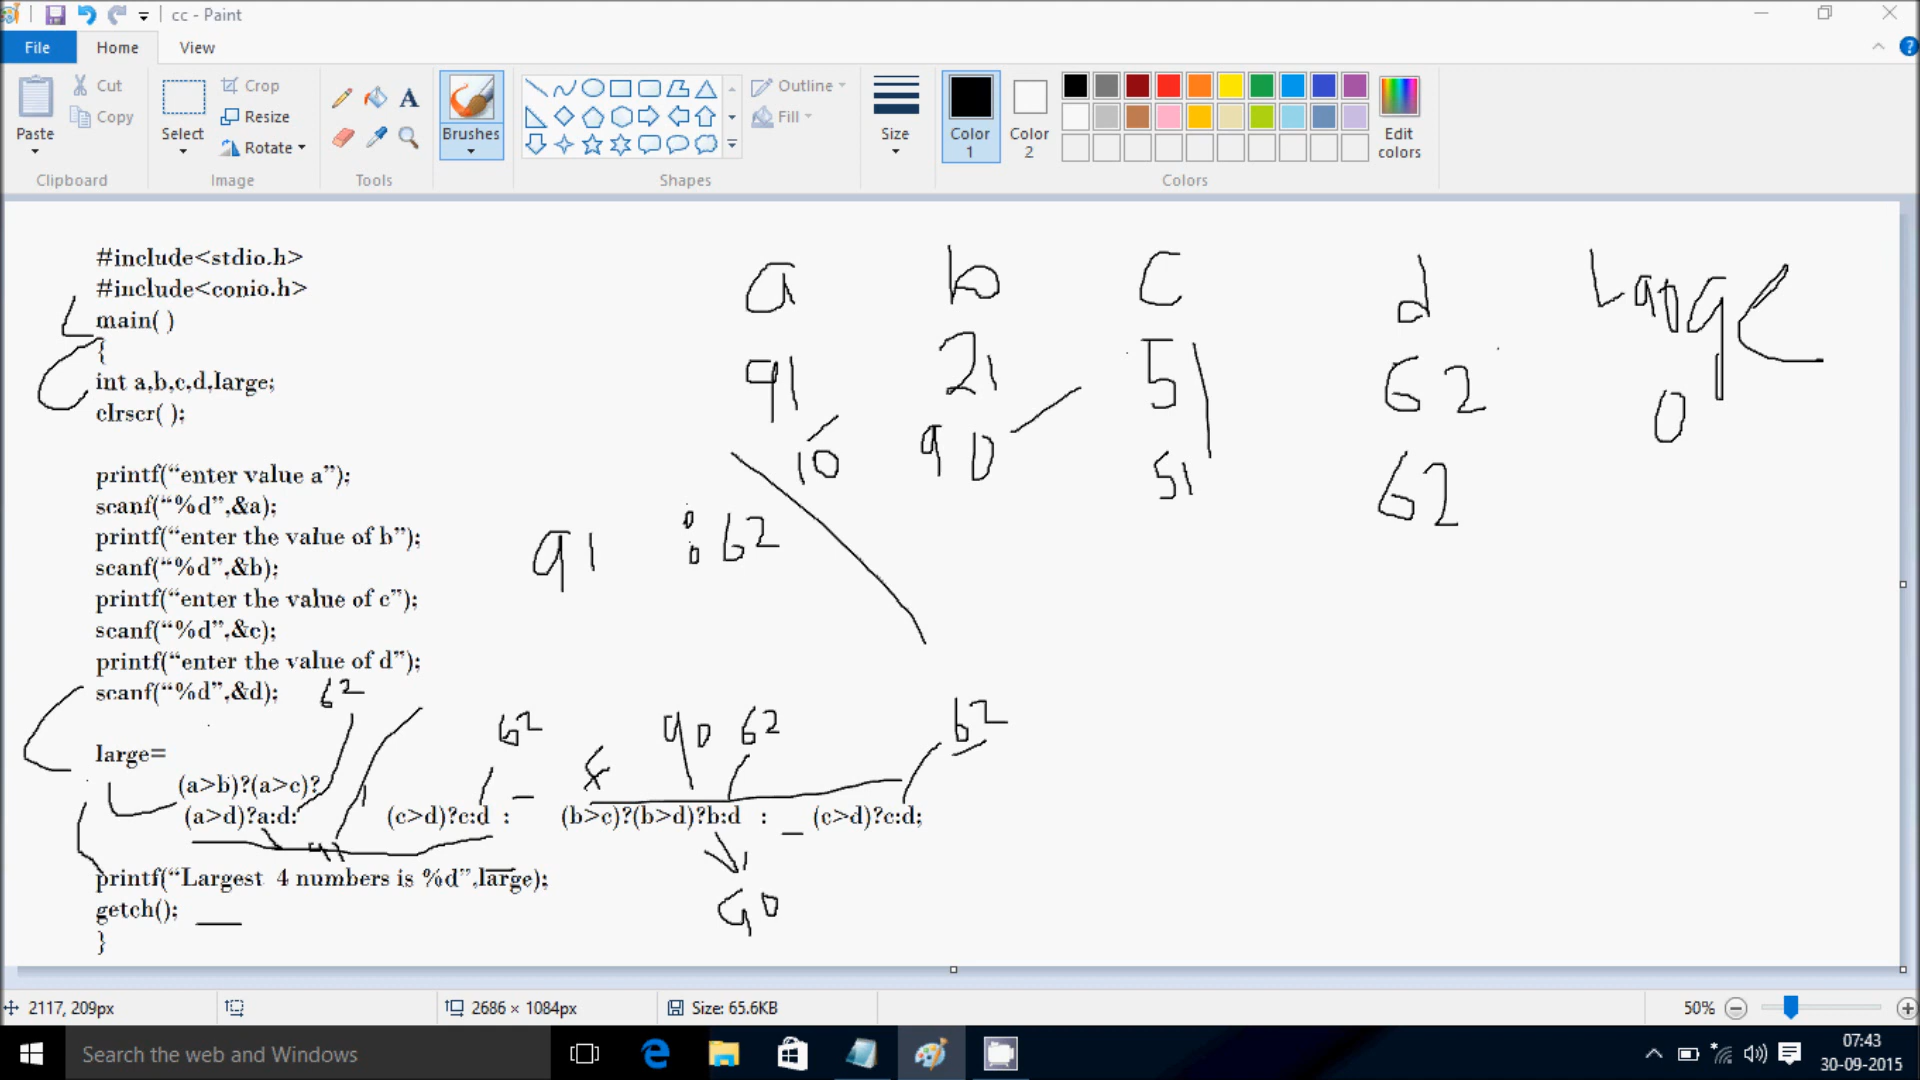 cc - Paint
File Home View
Paste Cut Copy Clipboard
Select Crop Resize Rotate Image
Tools
Brushes
Outline Fill Shapes
Size
Color 1 Color 2 Edit colors Colors
#include<stdio.h>
#include<conio.h>
main( )
{
int a,b,c,d,large;
clrscr( );
printf(“enter value a”);
scanf(“%d”,&a);
printf(“enter the value of b”);
scanf(“%d”,&b);
printf(“enter the value of c”);
scanf(“%d”,&c);
printf(“enter the value of d”);
scanf(“%d”,&d);
large=
(a>b)?(a>c)?
(a>d)?a:d: (c>d)?c:d : (b>c)?(b>d)?b:d : (c>d)?c:d;
printf(“Largest 4 numbers is %d”,large);
getch();
}
a b c d Large
91 21 51 62 0
10 90 51 62
91 : 62
62
62 90 62 62
91
90
2117, 209px 2686 × 1084px Size: 65.6KB 50%
Search the web and Windows
07:43
30-09-2015